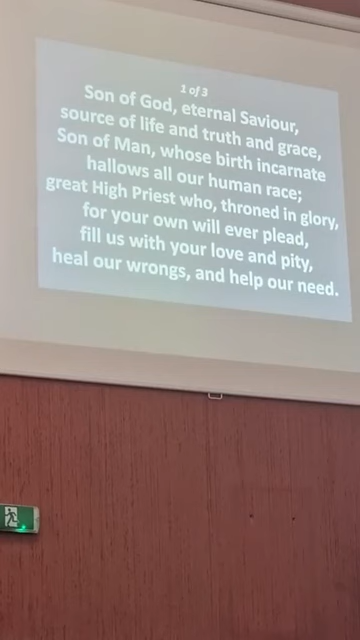 1 of 3
Son of God, eternal Saviour,
source of life and truth and grace,
Son of Man, whose birth incarnate
hallows all our human race;
great High Priest who, throned in glory,
for your own will ever plead,
fill us with your love and pity,
heal our wrongs, and help our need.